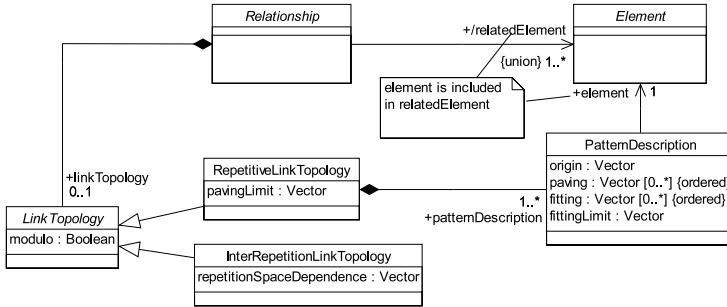 Relationship
Element
+/relatedElement
{union} 1..*
element is included
in relatedElement
+element
1
PatternDescription
origin : Vector
paving : Vector [0..*] {ordered}
fitting : Vector [0..*] {ordered}
fittingLimit : Vector
+linkTopology
0..1
RepetitiveLinkTopology
pavingLimit : Vector
1..*
+patternDescription
LinkTopology
modulo : Boolean
InterRepetitionLinkTopology
repetitionSpaceDependence : Vector